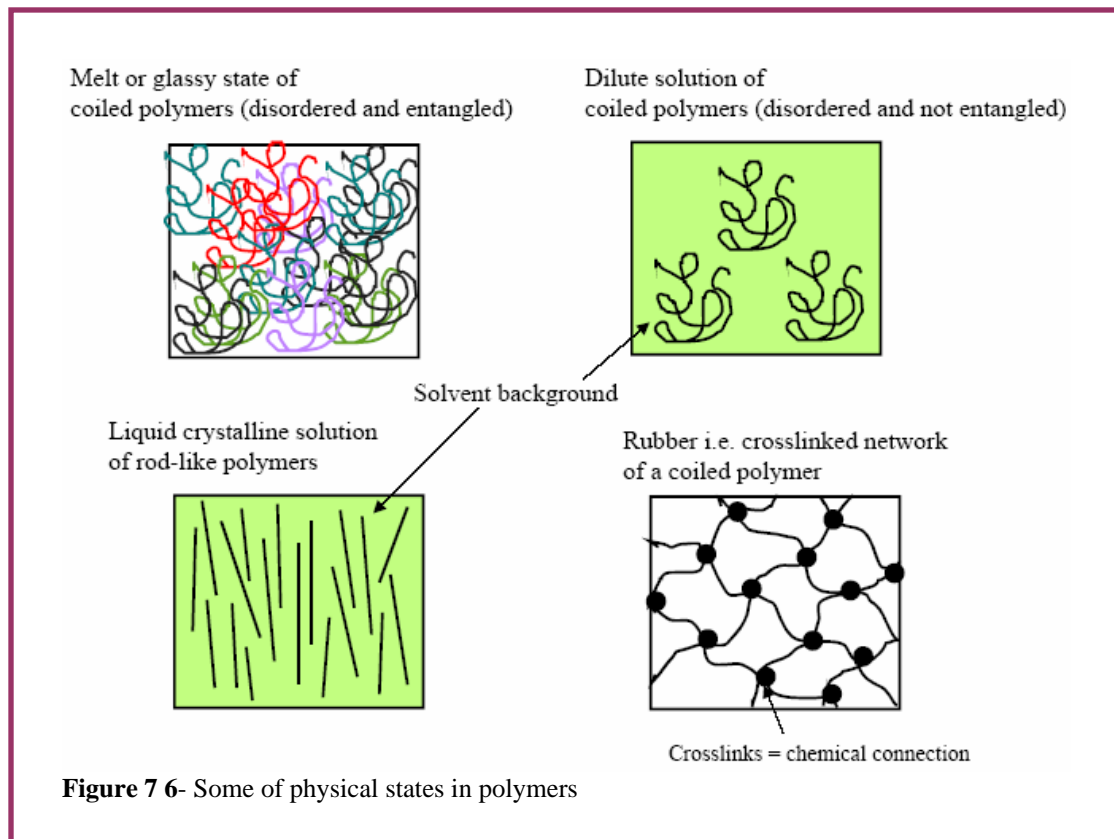 Melt or glassy state of
coiled polymers (disordered and entangled)
Dilute solution of
coiled polymers (disordered and not entangled)
Solvent background
Liquid crystalline solution
of rod-like polymers
Rubber i.e. crosslinked network
of a coiled polymer
Crosslinks = chemical connection
Figure 7 6- Some of physical states in polymers